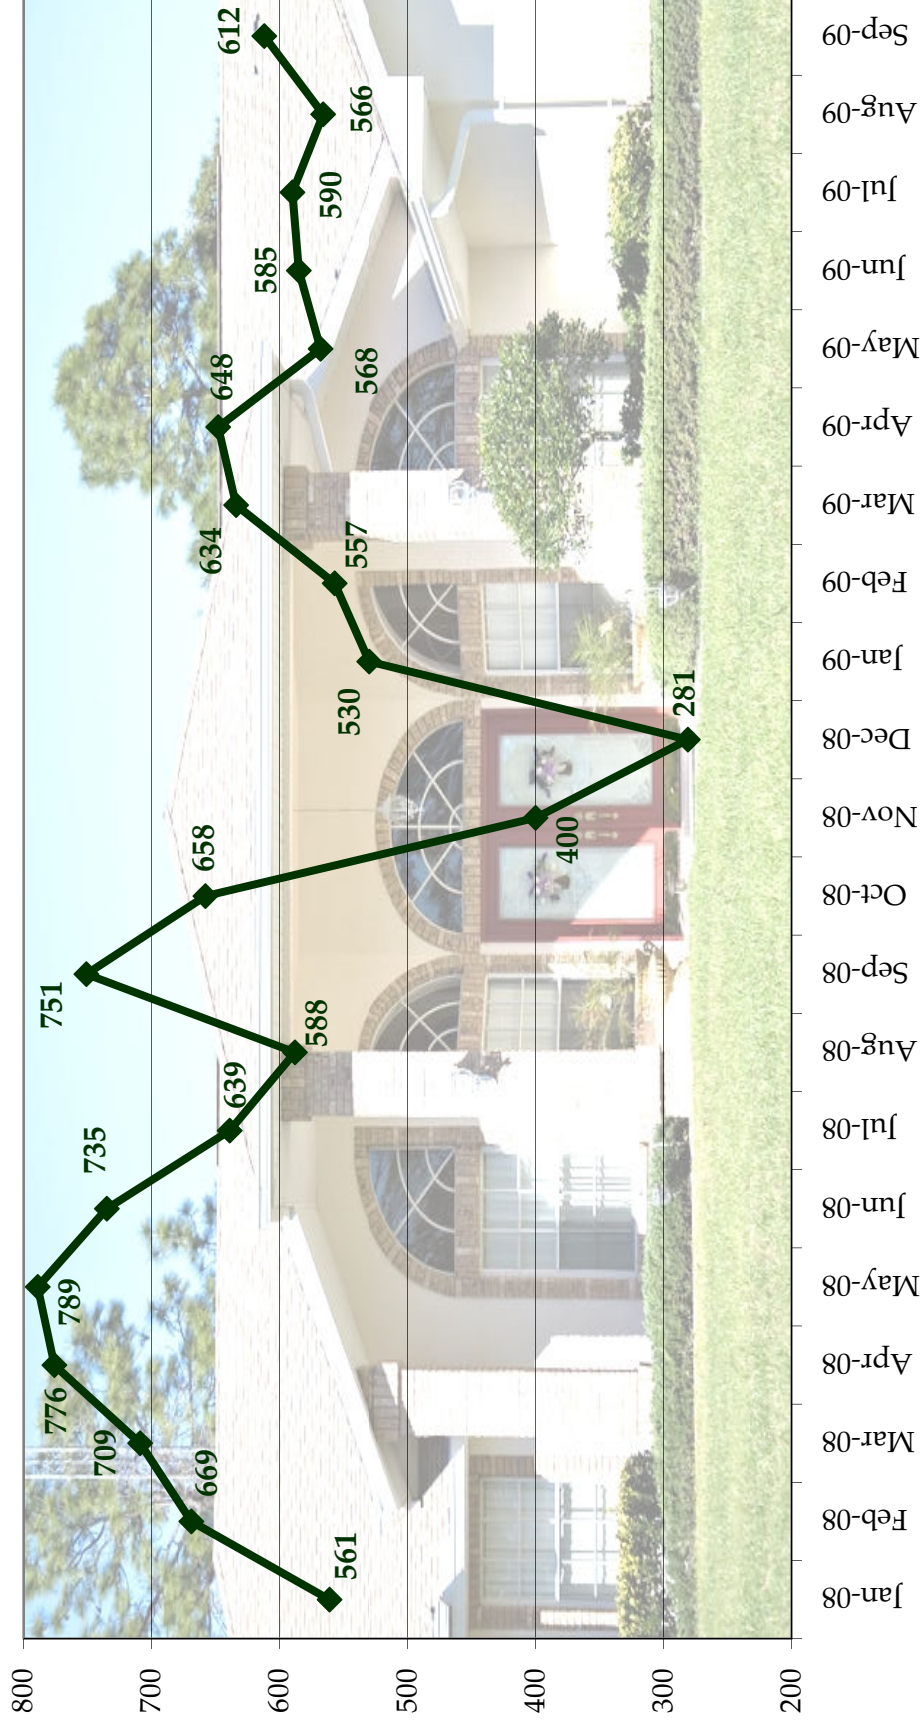 800
700
600
500
400
300
200
561
669
709
776
789
735
639
588
751
658
400
281
530
557
634
648
568
585
590
566
612
Jan-08
Feb-08
Mar-08
Apr-08
May-08
Jun-08
Jul-08
Aug-08
Sep-08
Oct-08
Nov-08
Dec-08
Jan-09
Feb-09
Mar-09
Apr-09
May-09
Jun-09
Jul-09
Aug-09
Sep-09